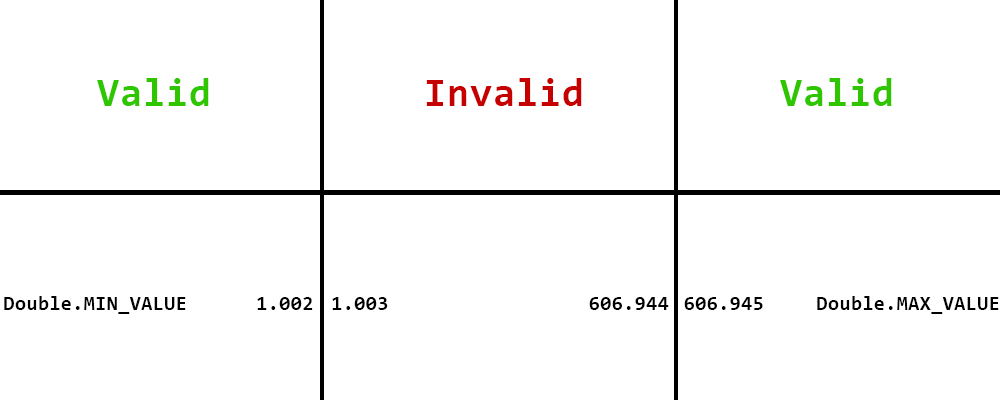 Valid Invalid Valid
Double.MIN_VALUE 1.002 1.003 606.944 606.945 Double.MAX_VALUE